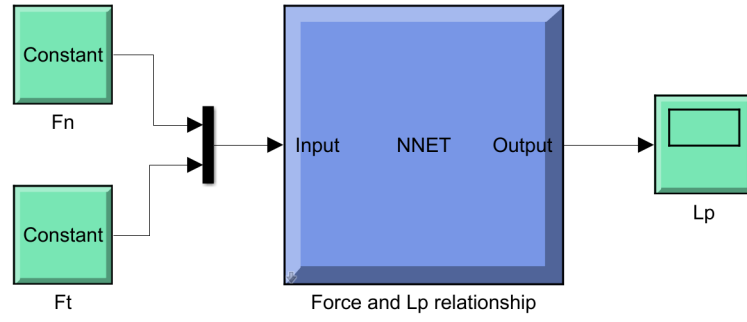 Constant
Fn
Constant
Ft
Input NNET Output
Force and Lp relationship
Lp